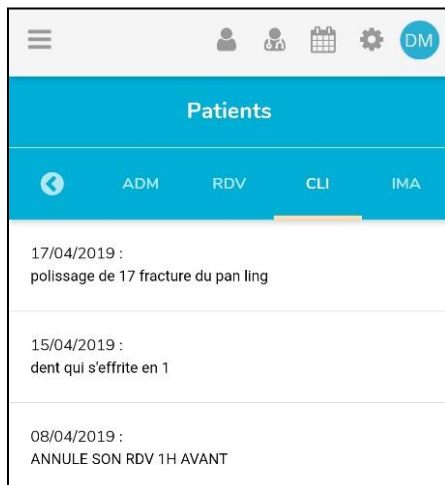 DM
Patients
ADM RDV CLI IMA
17/04/2019 :
polissage de 17 fracture du pan ling
15/04/2019 :
dent qui s'effrite en 1
08/04/2019 :
ANNULE SON RDV 1H AVANT